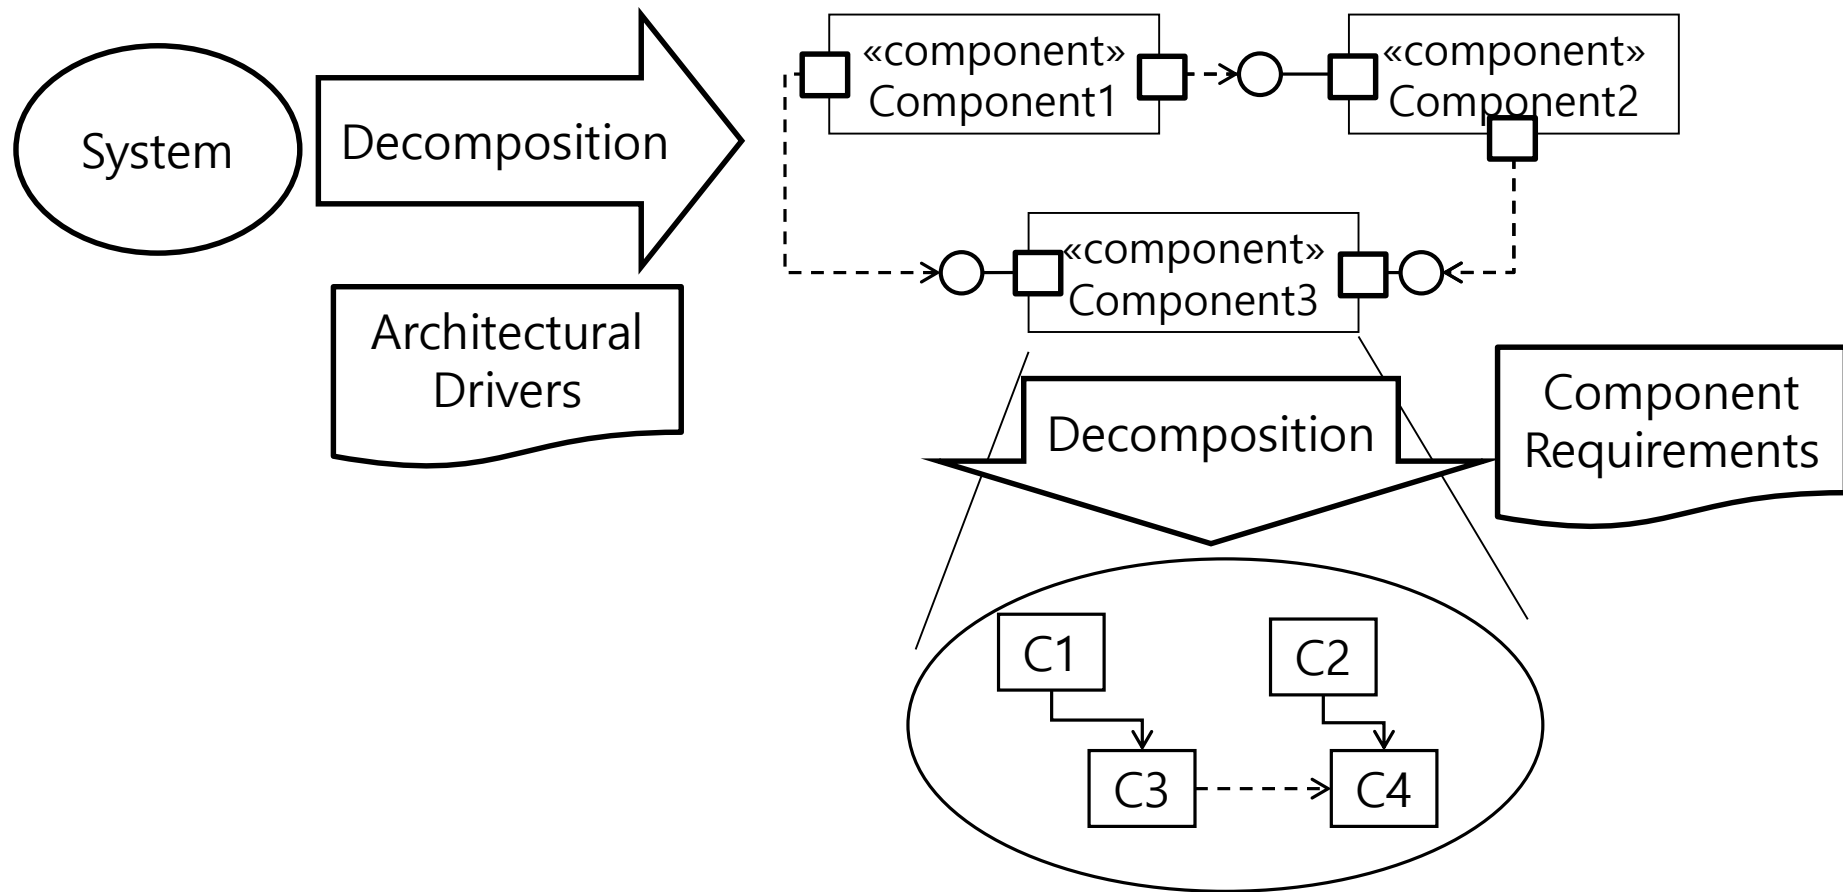 System
Decomposition
Architectural
Drivers
«component»
Component1
«component»
Component2
«component»
Component3
Decomposition
Component
Requirements
C1
C2
C3
C4